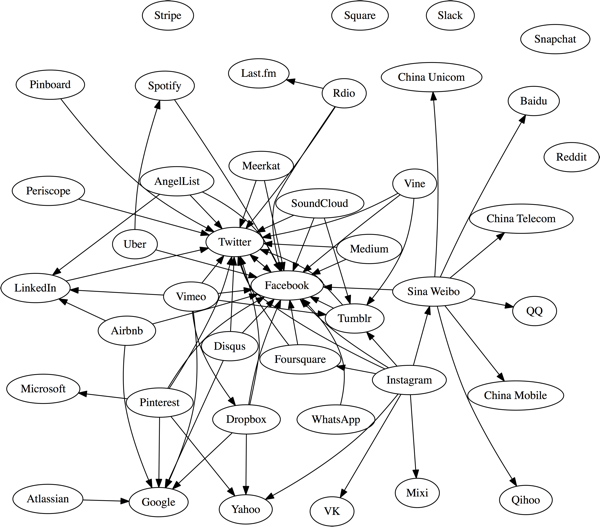 Stripe
Square
Slack
Snapchat
Pinboard
Spotify
Last.fm
Rdio
China Unicom
Baidu
Reddit
Periscope
AngelList
Meerkat
Vine
SoundCloud
China Telecom
Uber
Twitter
Medium
LinkedIn
Vimeo
Facebook
Sina Weibo
Tumblr
QQ
Airbnb
Disqus
Foursquare
Instagram
Microsoft
Pinterest
Dropbox
WhatsApp
China Mobile
Atlassian
Google
Yahoo
VK
Mixi
Qihoo